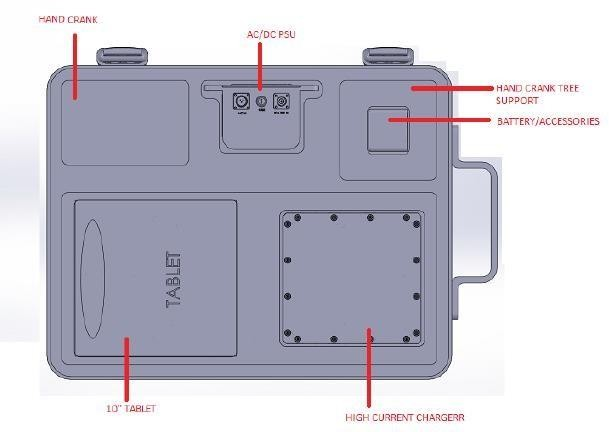 HAND CRANK
AC/DC PSU
HAND CRANK TREE
SUPPORT
BATTERY/ACCESSORIES
TABLET
10" TABLET
HIGH CURRENT CHARGERR